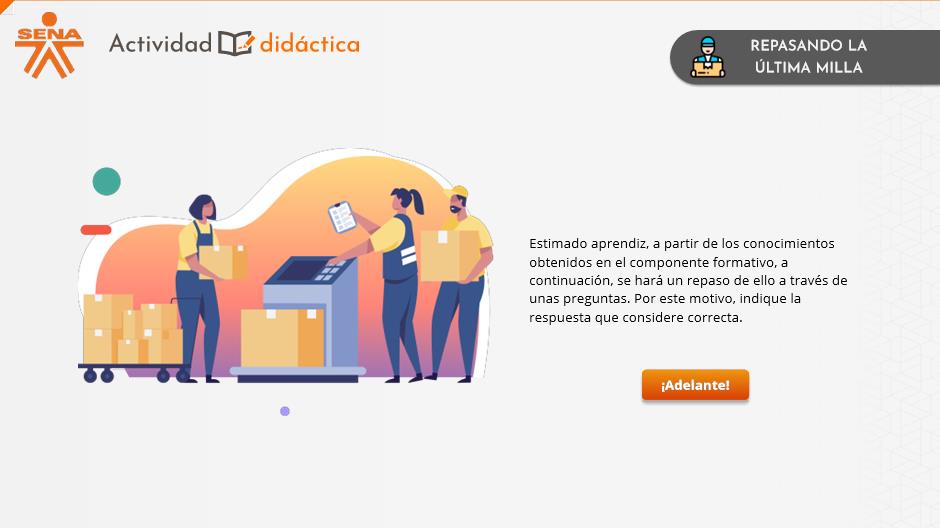 SENA
Actividad didáctica
REPASANDO LA
ÚLTIMA MILLA
Estimado aprendiz, a partir de los conocimientos
obtenidos en el componente formativo, a
continuación, se hará un repaso de ello a través de
unas preguntas. Por este motivo, indique la
respuesta que considere correcta.
¡Adelante!